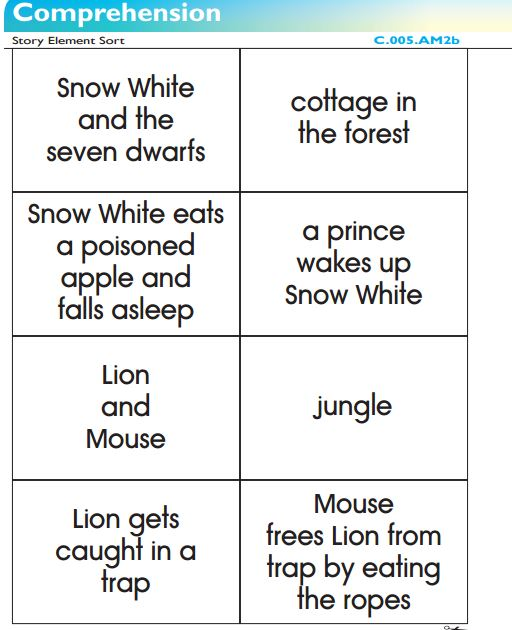 Comprehension
Story Element Sort
C.005.AM2b
Snow White
and the
seven dwarfs
cottage in
the forest
Snow White eats
a poisoned
apple and
falls asleep
a prince
wakes up
Snow White
Lion
and
Mouse
jungle
Lion gets
caught in a
trap
Mouse
frees Lion from
trap by eating
the ropes